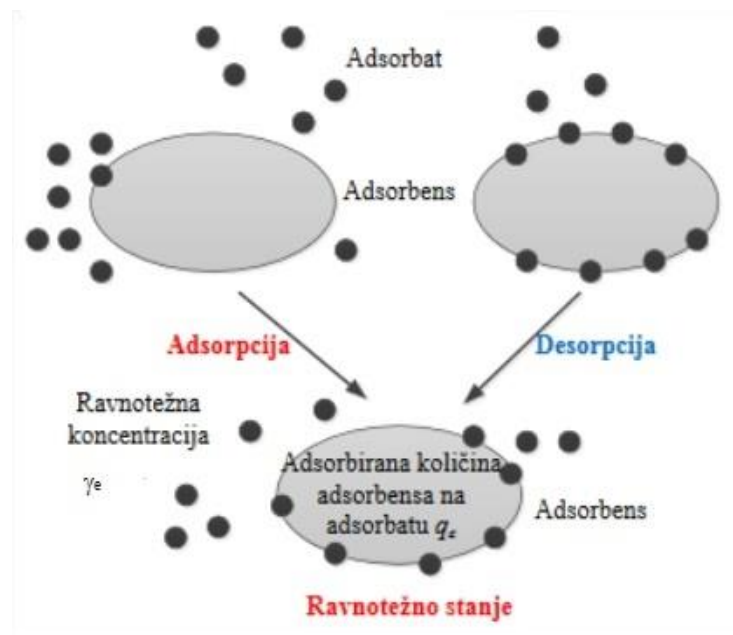 Adsorbat
Adsorbens
Adsorpcija
Desorpcija
Ravnotežna
koncentracija
γe
Adsorbirana količina
adsorbensa na
adsorbatu qe
Adsorbens
Ravnotežno stanje